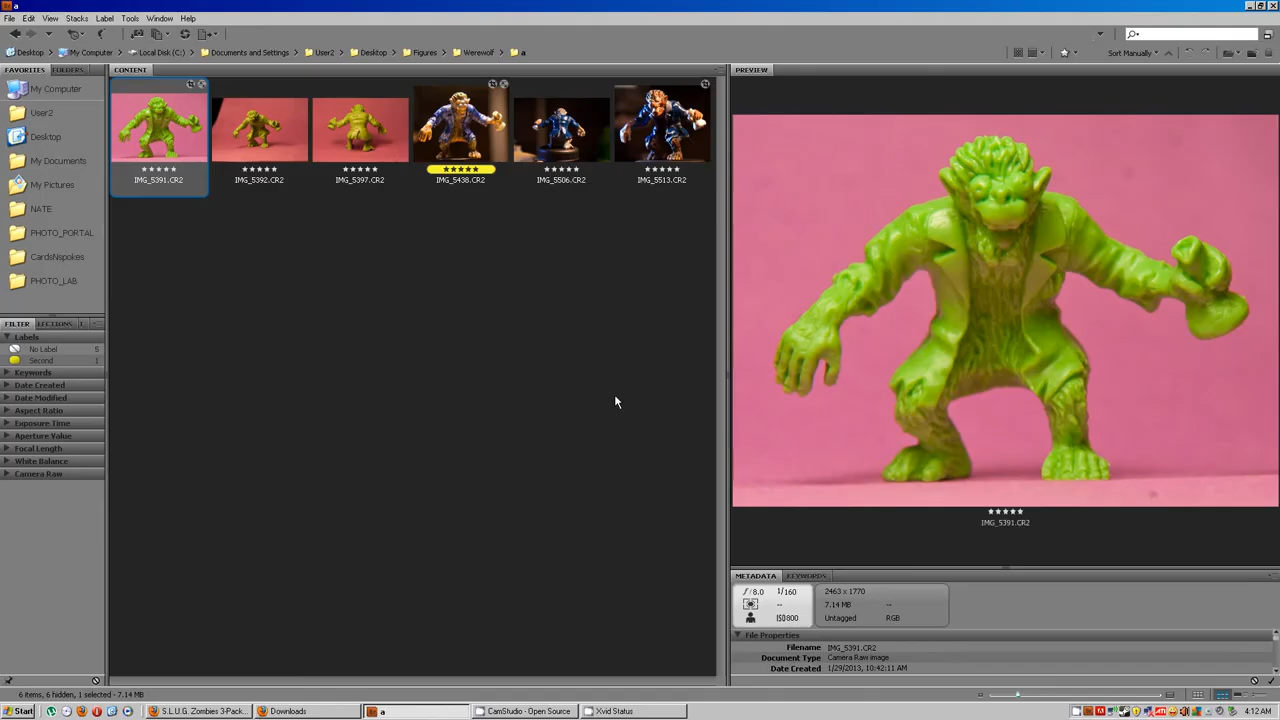 a
File Edit View Stacks Label Tools Window Help
Desktop My Computer Local Disk (C:) Documents and Settings User2 Desktop Figures Werewolf a Sort Manually
FAVORITES FOLDERS
My Computer
User2
Desktop
My Documents
My Pictures
NATE
PHOTO_PORTAL
CardsNspokes
PHOTO_LAB
FILTER LECTIONS
Labels
No Label 5
Second 1
Keywords
Date Created
Date Modified
Aspect Ratio
Exposure Time
Aperture Value
Focal Length
White Balance
Camera Raw
CONTENT
IMG_5391.CR2 IMG_5392.CR2 IMG_5397.CR2 IMG_5438.CR2 IMG_5506.CR2 IMG_5513.CR2
PREVIEW
IMG_5391.CR2
METADATA KEYWORDS
f/8.0 1/160 2463 x 1770
-- 7.14 MB --
ISO800 Untagged RGB
File Properties
Filename IMG_5391.CR2
Document Type Camera Raw image
Date Created 1/29/2013, 10:42:11 AM
6 items, 6 hidden, 1 selected - 7.14 MB
Start S.L.U.G. Zombies 3-Pack... Downloads Br a CamStudio - Open Source Xvid Status 4:12 AM